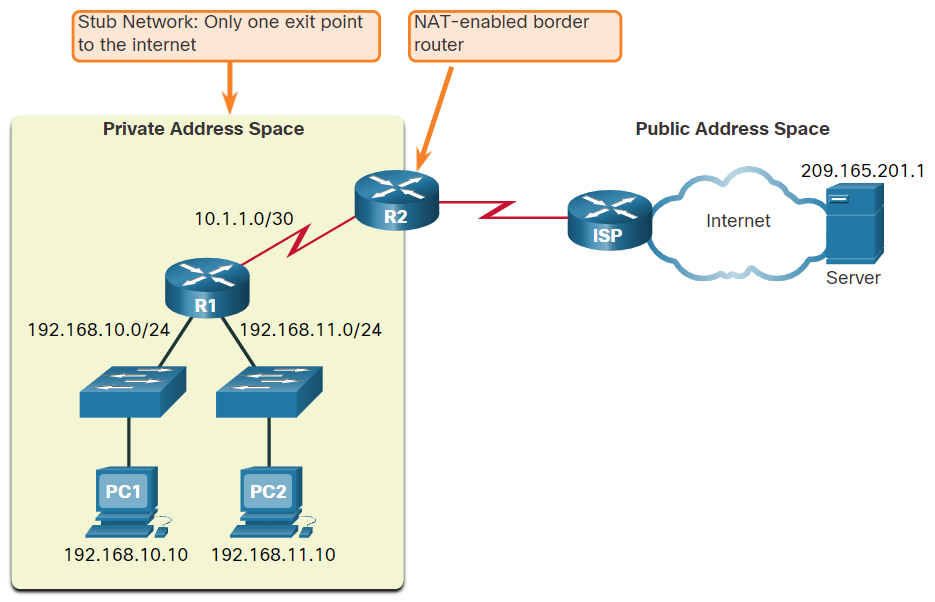 Stub Network: Only one exit point
to the internet
NAT-enabled border
router
Private Address Space
Public Address Space
209.165.201.1
R2
10.1.1.0/30
Internet
ISP
Server
R1
192.168.10.0/24
192.168.11.0/24
PC1
PC2
192.168.10.10
192.168.11.10